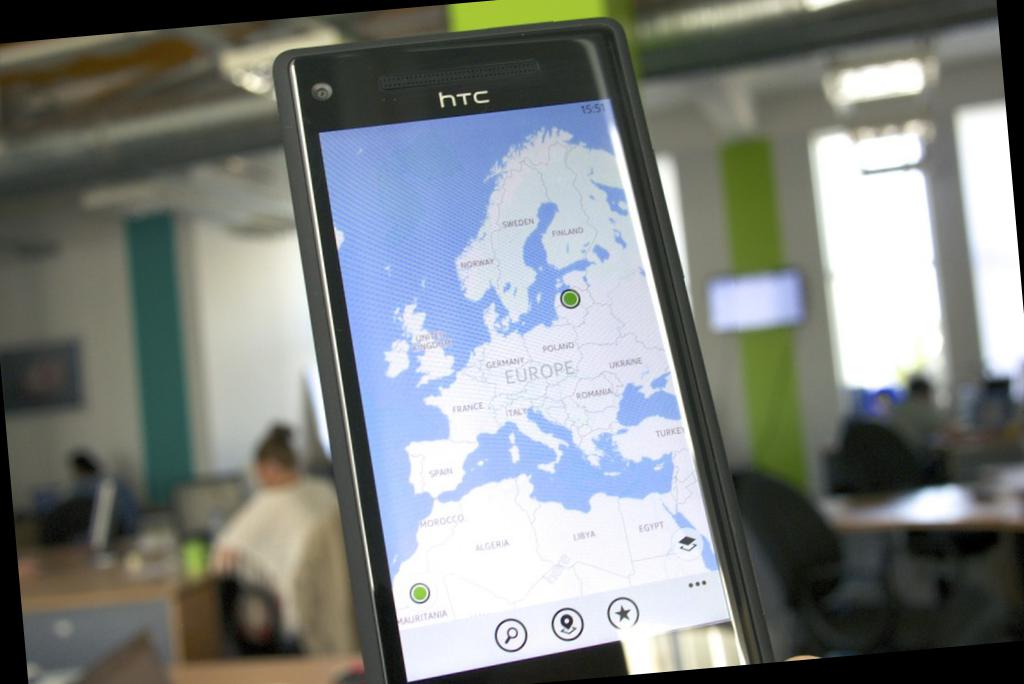 hTC
15:51
SWEDEN
FINLAND
NORWAY
UNITED
KINGDOM
POLAND
GERMANY
EUROPE
UKRAINE
ROMANIA
FRANCE
ITALY
TURKEY
SPAIN
MOROCCO
ALGERIA
LIBYA
EGYPT
MAURITANIA